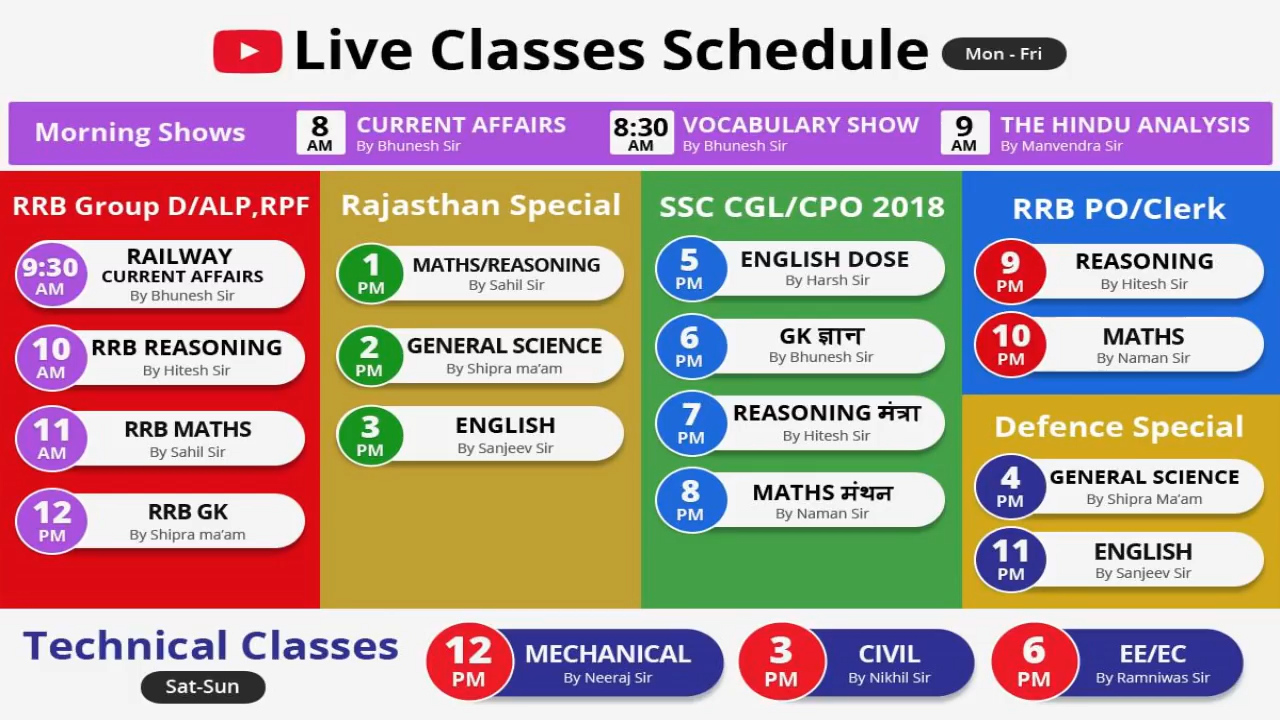 Live Classes Schedule
Mon - Fri
Morning Shows
8 AM
CURRENT AFFAIRS
By Bhunesh Sir
8:30 AM
VOCABULARY SHOW
By Bhunesh Sir
9 AM
THE HINDU ANALYSIS
By Manvendra Sir
RRB Group D/ALP,RPF
9:30 AM
RAILWAY
CURRENT AFFAIRS
By Bhunesh Sir
10 AM
RRB REASONING
By Hitesh Sir
11 AM
RRB MATHS
By Sahil Sir
12 PM
RRB GK
By Shipra ma'am
Rajasthan Special
1 PM
MATHS/REASONING
By Sahil Sir
2 PM
GENERAL SCIENCE
By Shipra ma'am
3 PM
ENGLISH
By Sanjeev Sir
SSC CGL/CPO 2018
5 PM
ENGLISH DOSE
By Harsh Sir
6 PM
GK ज्ञान
By Bhunesh Sir
7 PM
REASONING मंत्रा
By Hitesh Sir
8 PM
MATHS मंथन
By Naman Sir
RRB PO/Clerk
9 PM
REASONING
By Hitesh Sir
10 PM
MATHS
By Naman Sir
Defence Special
4 PM
GENERAL SCIENCE
By Shipra Ma'am
11 PM
ENGLISH
By Sanjeev Sir
Technical Classes
Sat-Sun
12 PM
MECHANICAL
By Neeraj Sir
3 PM
CIVIL
By Nikhil Sir
6 PM
EE/EC
By Ramniwas Sir